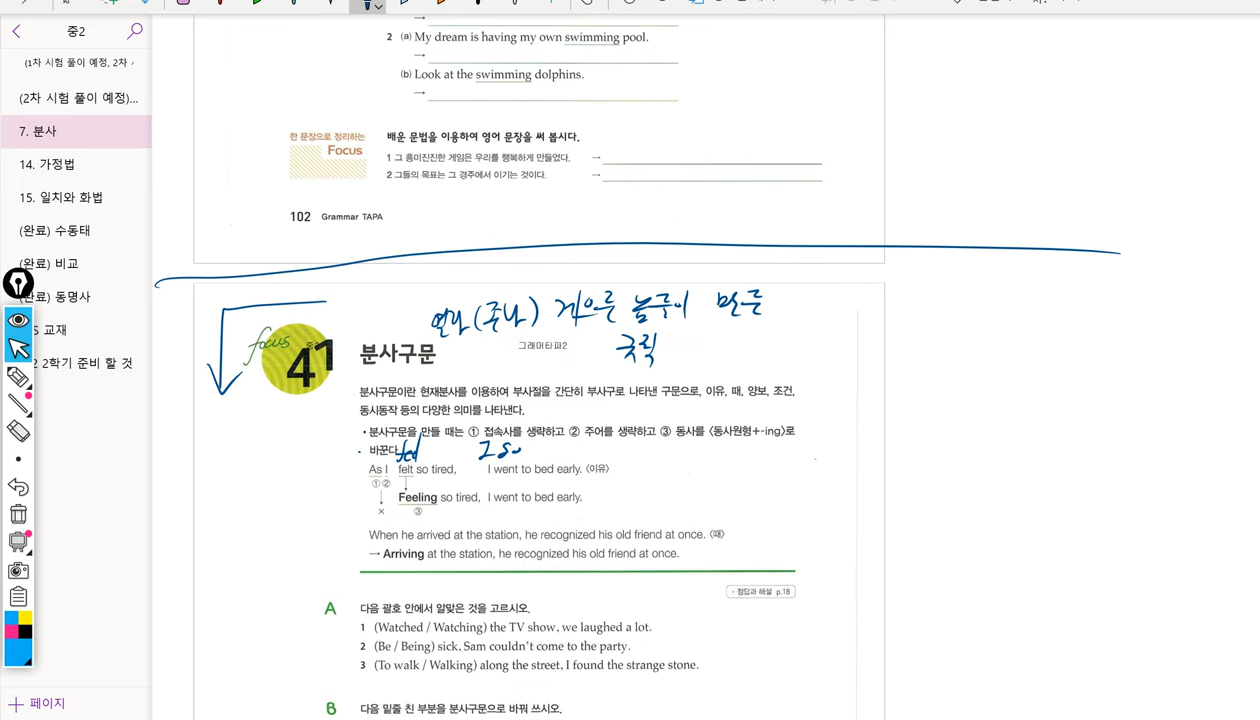 중2
(1차 시험 풀이 예정, 2차
(2차 시험 풀이 예정)...
7. 분사
14. 가정법
15. 일치와 화법
(완료) 수동태
(완료) 비교
(완료) 동명사
교재
2학기 준비 할 것
페이지
2 (a) My dream is having my own swimming pool.
→
(b) Look at the swimming dolphins.
→
한 문장으로 정리하는
Focus
배운 문법을 이용하여 영어 문장을 써 봅시다.
1 그 흥미진진한 게임은 우리를 행복하게 만들었다. →
2 그들의 목표는 그 경주에서 이기는 것이다. →
102 Grammar TAPA
게으른 놈들이 만든
focus
41
분사구문
그래머타파2
분사구문이란 현재분사를 이용하여 부사절을 간단히 부사구로 나타낸 구문으로, 이유, 때, 양보, 조건,
동시동작 등의 다양한 의미를 나타낸다.
• 분사구문을 만들 때는 ① 접속사를 생략하고 ② 주어를 생략하고 ③ 동사를 〈동사원형+-ing〉로
바꾼다.
As I felt so tired, I went to bed early. 〈이유〉
① ②
× Feeling so tired, I went to bed early.
③
When he arrived at the station, he recognized his old friend at once. 〈때〉
→ Arriving at the station, he recognized his old friend at once.
정답과 해설 p.18
A 다음 괄호 안에서 알맞은 것을 고르시오.
1 (Watched / Watching) the TV show, we laughed a lot.
2 (Be / Being) sick, Sam couldn't come to the party.
3 (To walk / Walking) along the street, I found the strange stone.
B 다음 밑줄 친 부분을 분사구문으로 바꿔 쓰시오.